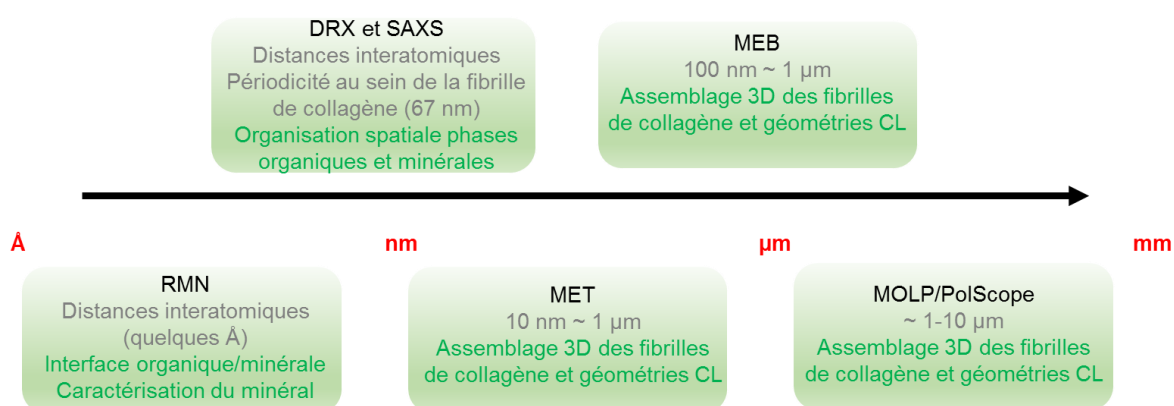 DRX et SAXS
Distances interatomiques
Périodicité au sein de la fibrille
de collagène (67 nm)
Organisation spatiale phases
organiques et minérales
MEB
100 nm ~ 1 µm
Assemblage 3D des fibrilles
de collagène et géométries CL
Å
nm
µm
mm
RMN
Distances interatomiques
(quelques Å)
Interface organique/minérale
Caractérisation du minéral
MET
10 nm ~ 1 µm
Assemblage 3D des fibrilles
de collagène et géométries CL
MOLP/PolScope
~ 1-10 µm
Assemblage 3D des fibrilles
de collagène et géométries CL